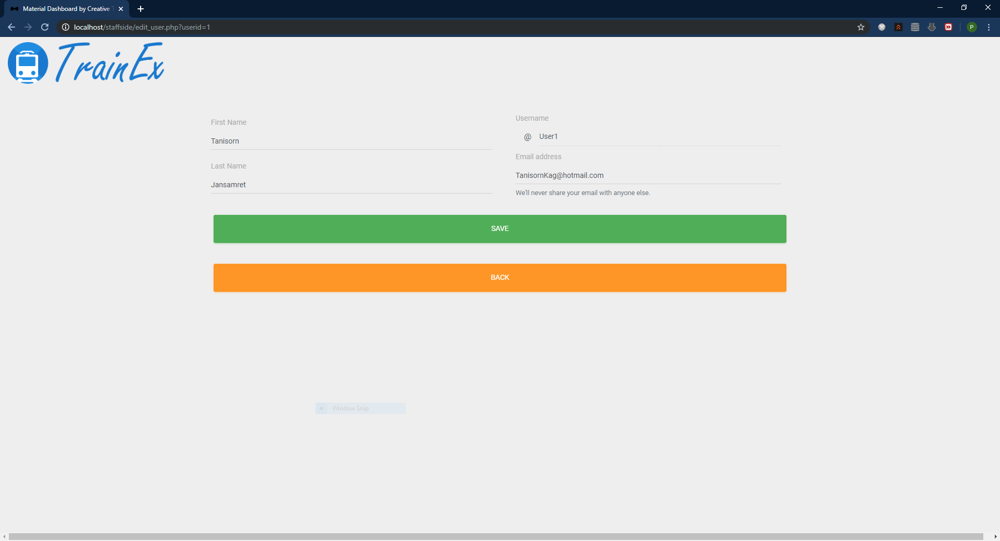 Material Dashboard by Creative
localhost/staffside/edit_user.php?userid=1
P
TrainEx
First Name
Tanisorn
Last Name
Jansamret
Username
@ User1
Email address
TanisornKag@hotmail.com
We'll never share your email with anyone else.
SAVE
BACK
Window Snip